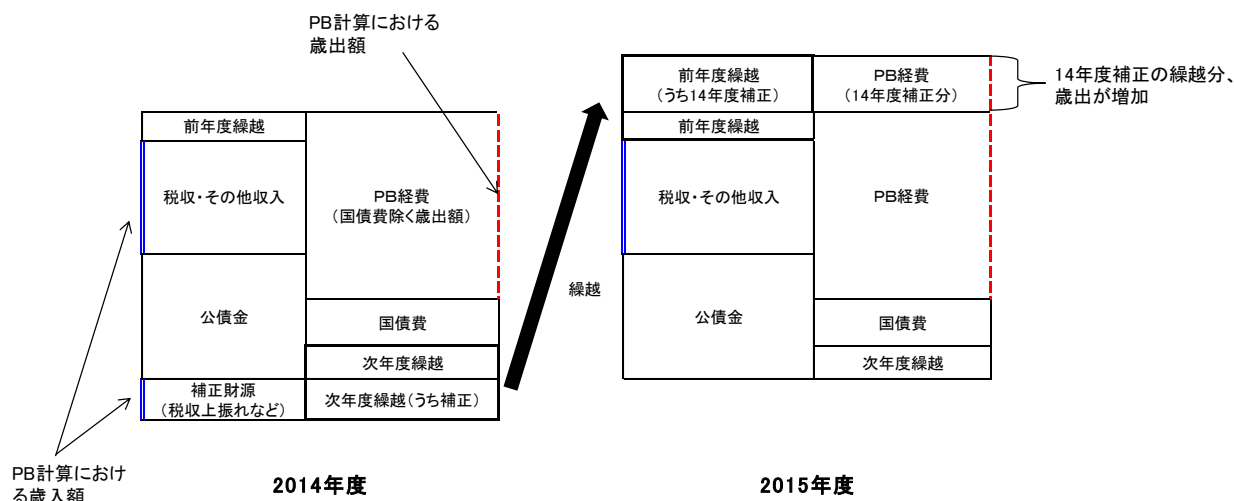 PB計算における
歳出額
前年度繰越
税収・その他収入
公債金
補正財源
(税収上振れなど)
PB経費
(国債費除く歳出額)
国債費
次年度繰越
次年度繰越(うち補正)
PB計算におけ
る歳入額
2014年度
繰越
前年度繰越
(うち14年度補正)
前年度繰越
税収・その他収入
公債金
PB経費
(14年度補正分)
PB経費
国債費
次年度繰越
14年度補正の繰越分、
歳出が増加
2015年度